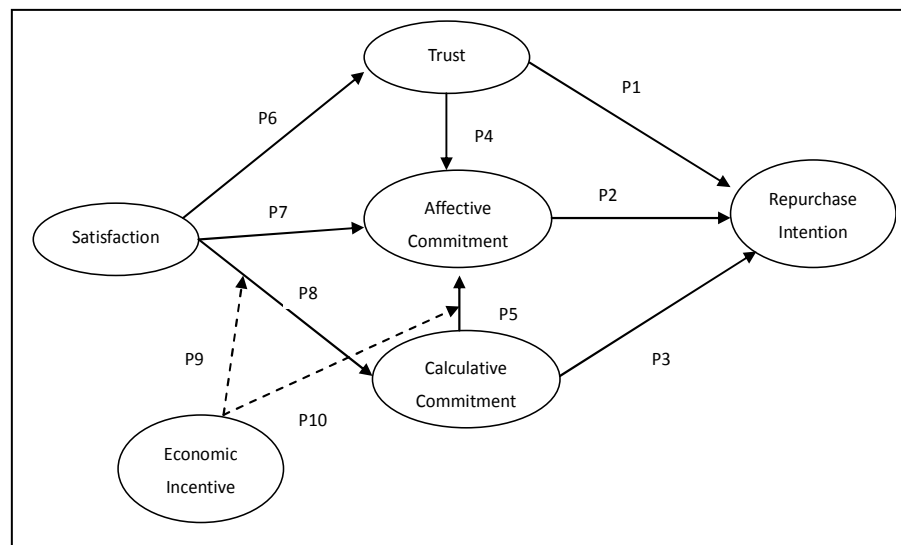 Trust
P1
P6
P4
Affective
Commitment
P2
Repurchase
Intention
P7
Satisfaction
P8
P5
P9
Calculative
Commitment
P3
P10
Economic
Incentive